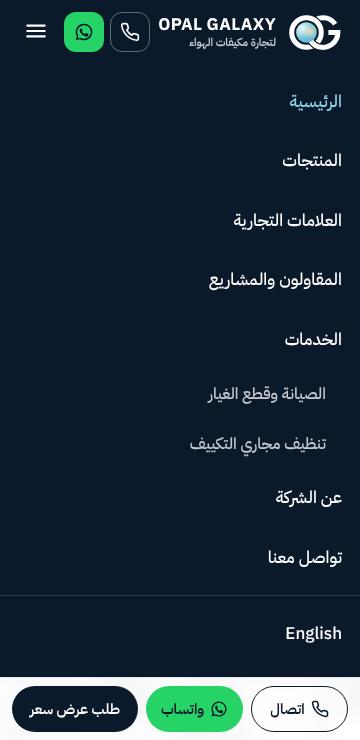 OPAL GALAXY
لتجارة مكيفات الهواء
الرئيسية
المنتجات
العلامات التجارية
المقاولون والمشاريع
الخدمات
الصيانة وقطع الغيار
تنظيف مجاري التكييف
عن الشركة
تواصل معنا
English
اتصال
واتساب
طلب عرض سعر